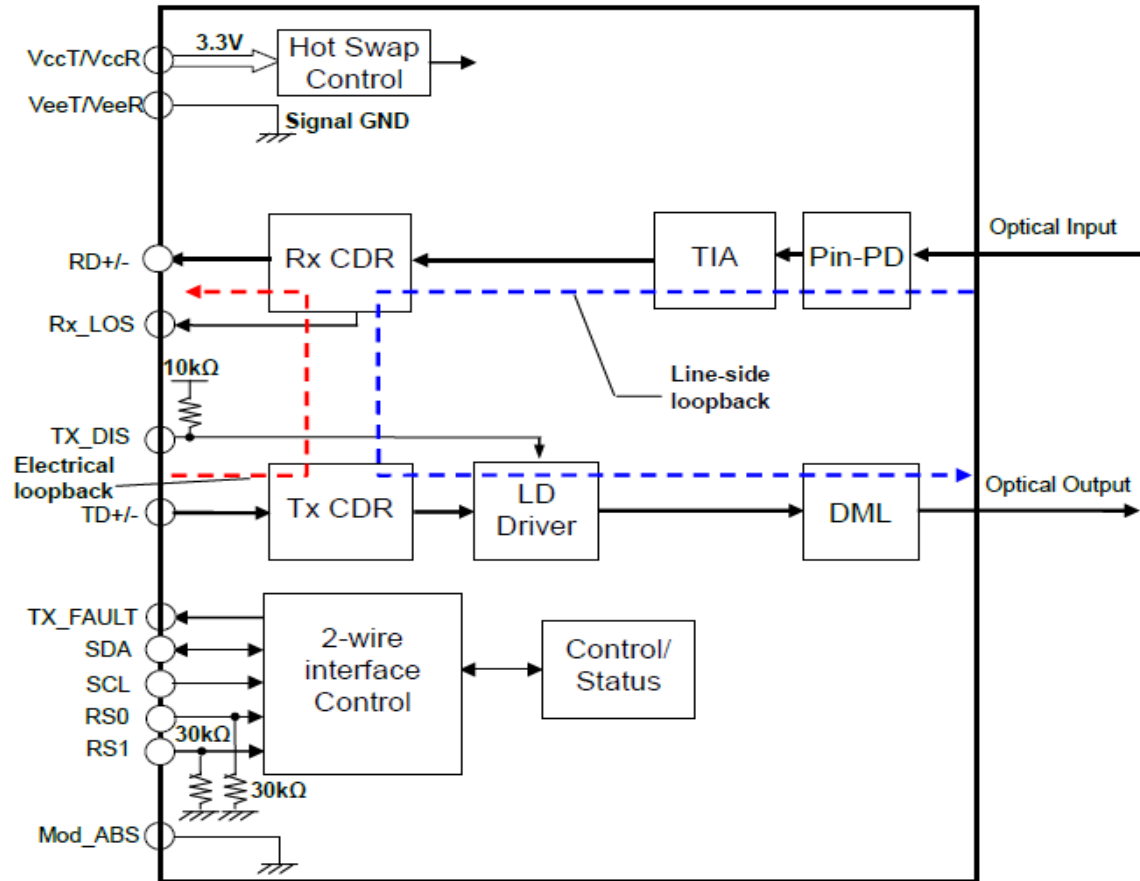 VccT/VccR
3.3V
Hot Swap
Control
VeeT/VeeR
Signal GND
Optical Input
RD+/-
Rx CDR
TIA
Pin-PD
Rx_LOS
10kΩ
Line-side
loopback
TX_DIS
Electrical
loopback
TD+/-
Tx CDR
LD
Driver
DML
Optical Output
TX_FAULT
SDA
SCL
RS0
RS1
2-wire
interface
Control
Control/
Status
30kΩ
30kΩ
Mod_ABS